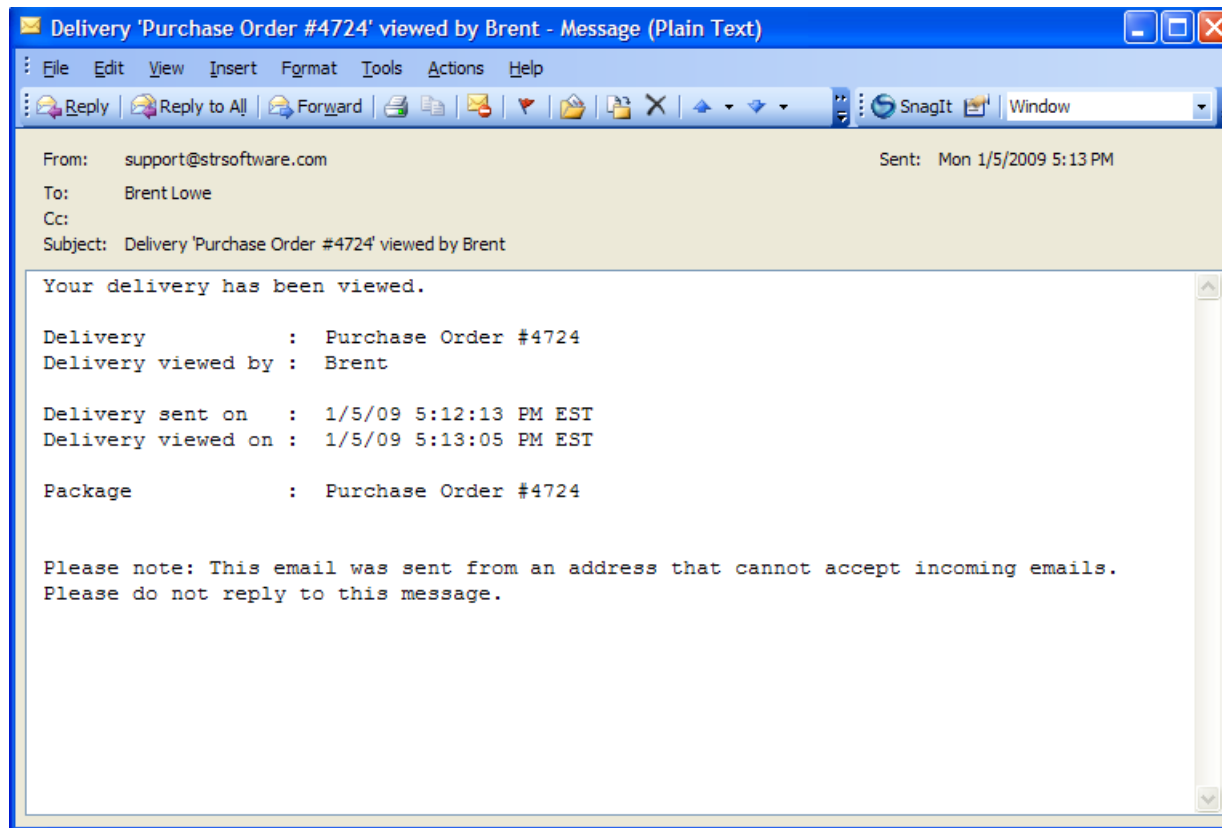 Delivery 'Purchase Order #4724' viewed by Brent - Message (Plain Text)
File Edit View Insert Format Tools Actions Help
Reply Reply to All Forward SnagIt Window
From: support@strsoftware.com Sent: Mon 1/5/2009 5:13 PM
To: Brent Lowe
Cc:
Subject: Delivery 'Purchase Order #4724' viewed by Brent
Your delivery has been viewed.
Delivery : Purchase Order #4724
Delivery viewed by : Brent
Delivery sent on : 1/5/09 5:12:13 PM EST
Delivery viewed on : 1/5/09 5:13:05 PM EST
Package : Purchase Order #4724
Please note: This email was sent from an address that cannot accept incoming emails.
Please do not reply to this message.